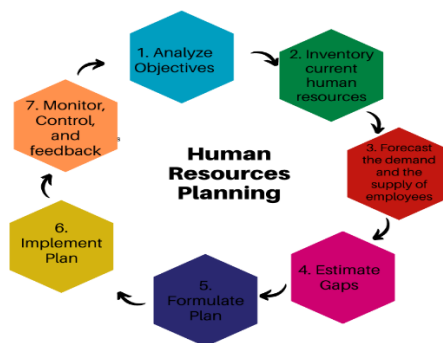 1. Analyze
Objectives
2. Inventory
current
human
resources
3. Forecast
the demand
and the
supply of
employees
4. Estimate
Gaps
5.
Formulate
Plan
6.
Implement
Plan
7. Monitor,
Control,
and
feedback
Human
Resources
Planning